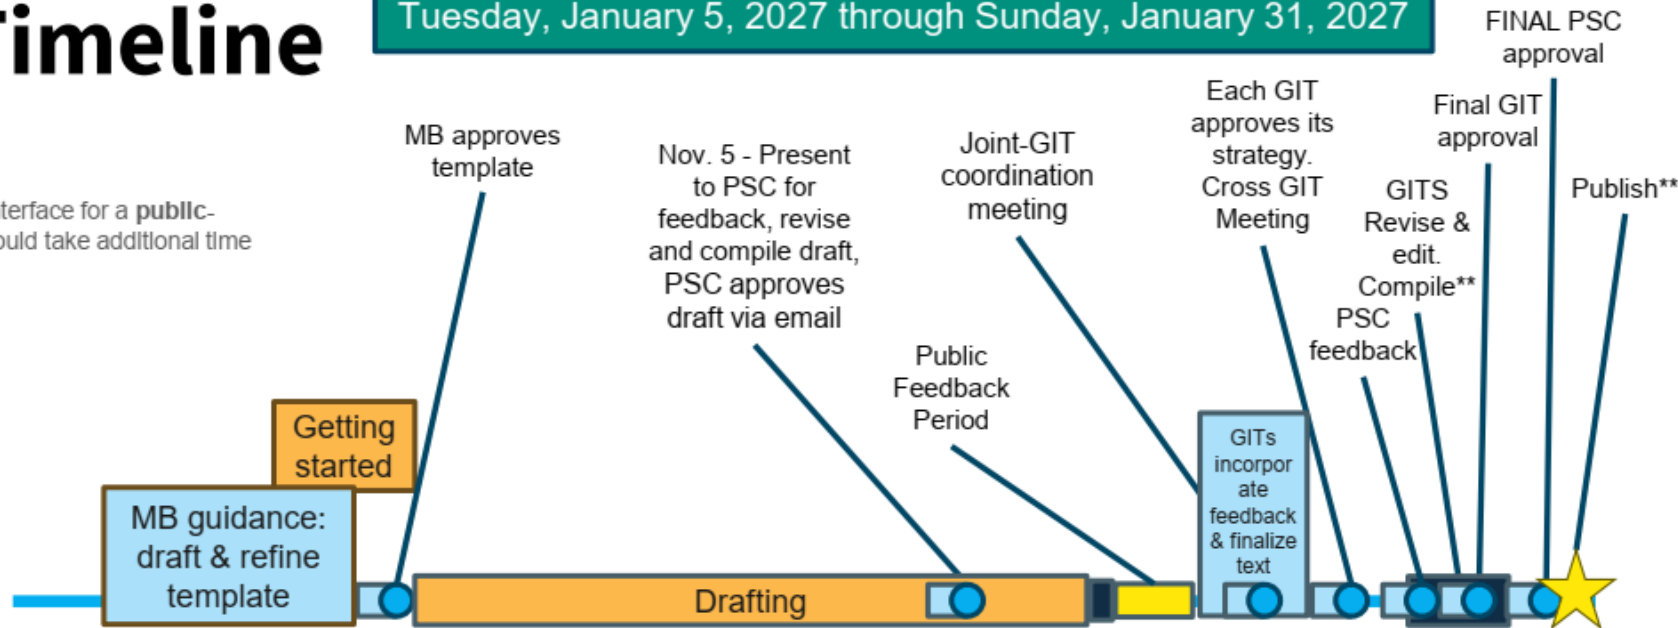 Timeline
Tuesday, January 5, 2027 through Sunday, January 31, 2027
terface for a public-
ould take additional time
MB approves
template
Nov. 5 - Present
to PSC for
feedback, revise
and compile draft,
PSC approves
draft via email
Public
Feedback
Period
Joint-GIT
coordination
meeting
Each GIT
approves its
strategy.
Cross GIT
Meeting
PSC
feedback
GITS
Revise &
edit.
Compile**
Final GIT
approval
FINAL PSC
approval
Publish**
Getting
started
MB guidance:
draft & refine
template
Drafting
GITs
incorpor
ate
feedback
& finalize
text